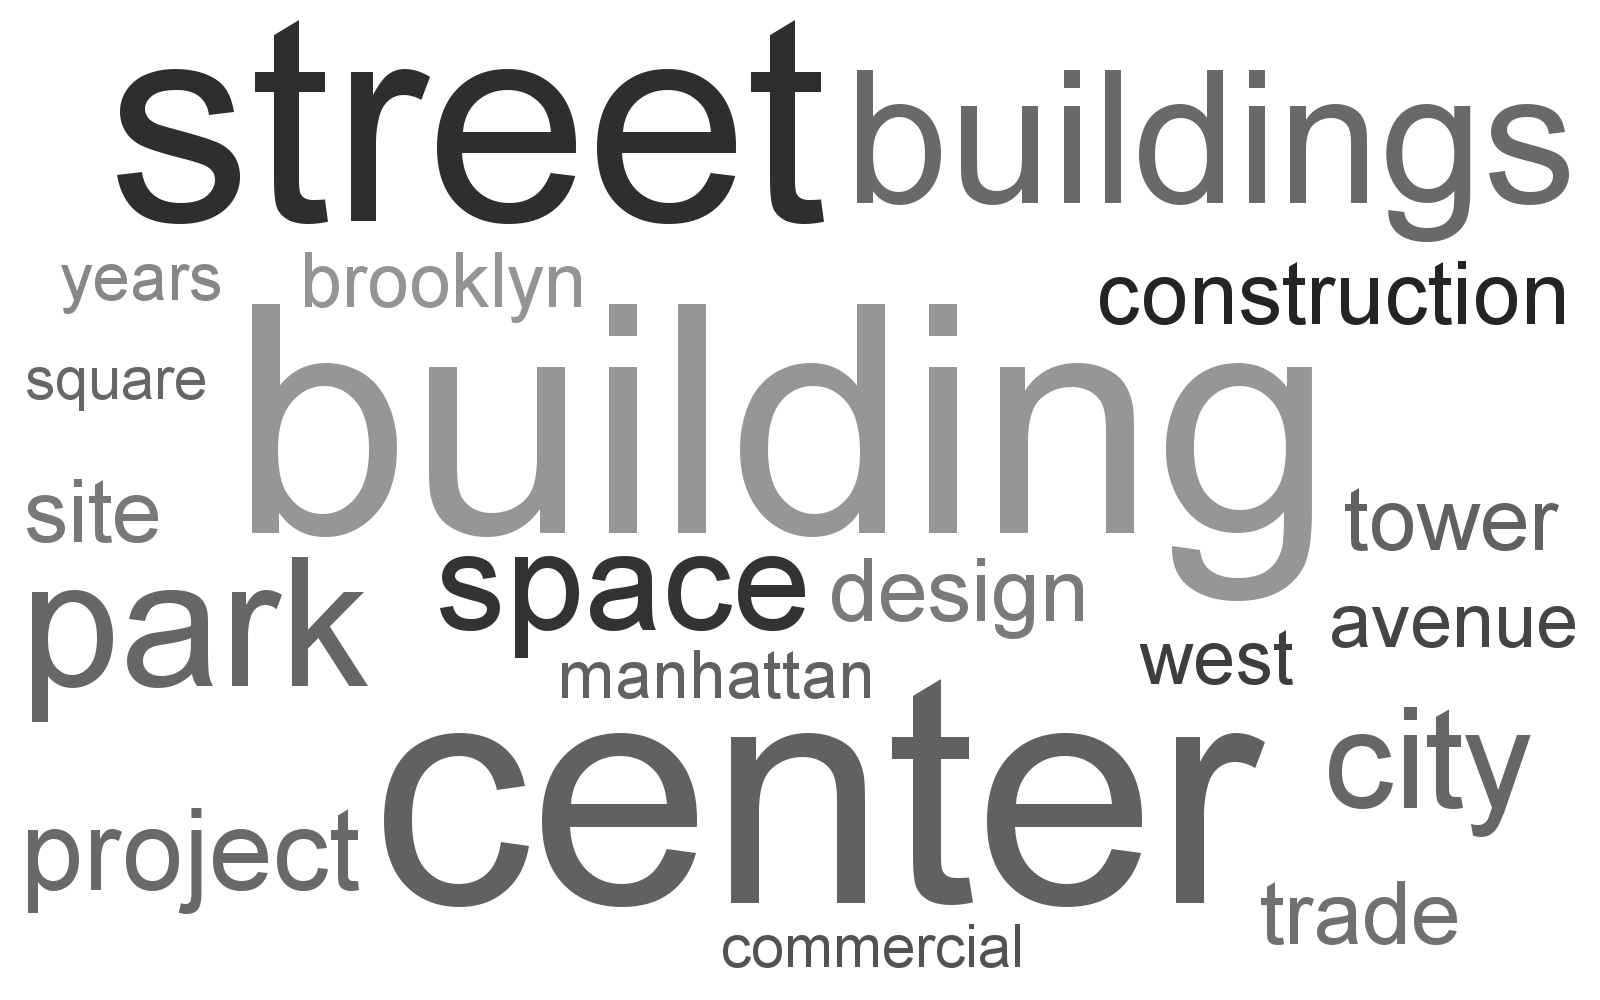 street buildings
years brooklyn construction
square building
site tower
park space design avenue
manhattan west
center city
project trade
commercial